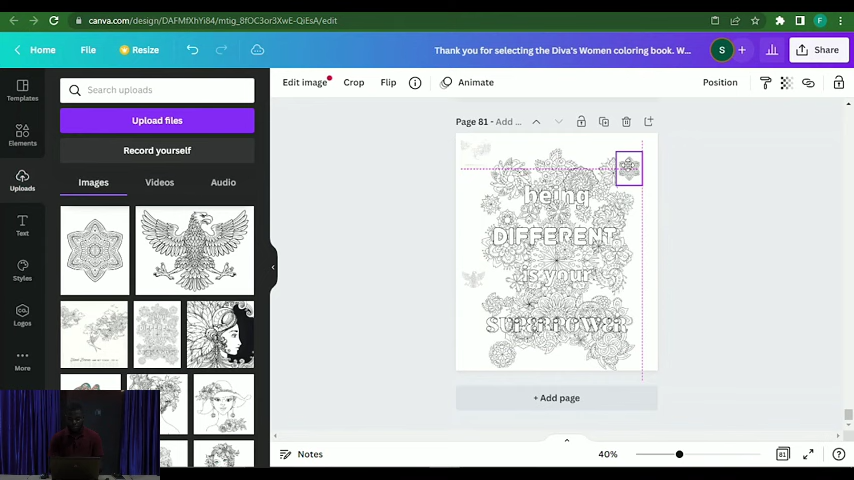 canva.com/design/DAFMfXhYi84/mtig_8fOC3or3XwE-QiEsA/edit
F
Home
File
Resize
Thank you for selecting the Diva's Women coloring book. W...
S
Share
Templates
Elements
Uploads
Text
Styles
Logos
More
Search uploads
Upload files
Record yourself
Images
Videos
Audio
Edit image
Crop
Flip
Animate
Position
Page 81 - Add ...
being
DIFFERENT
is your
SUPERPOWER
+ Add page
Notes
40%
81